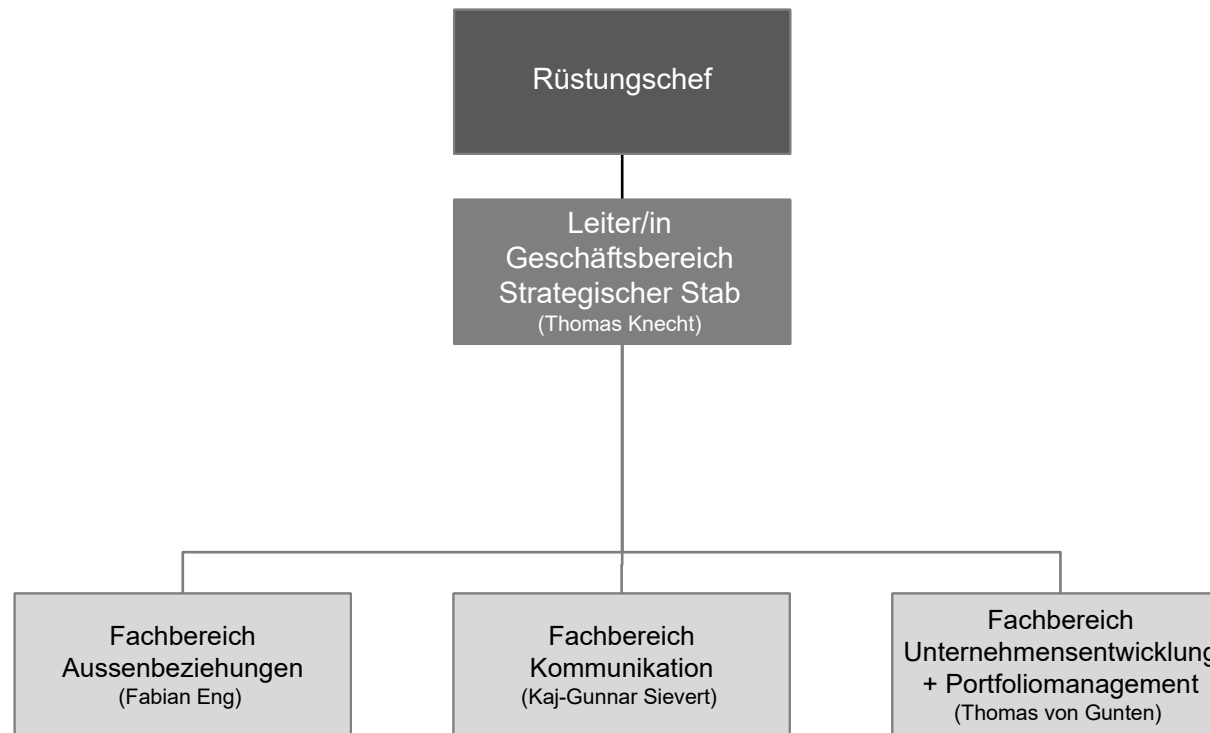 Rüstungschef
Leiter/in
Geschäftsbereich
Strategischer Stab
(Thomas Knecht)
Fachbereich
Aussenbeziehungen
(Fabian Eng)
Fachbereich
Kommunikation
(Kaj-Gunnar Sievert)
Fachbereich
Unternehmensentwicklung
+ Portfoliomanagement
(Thomas von Gunten)